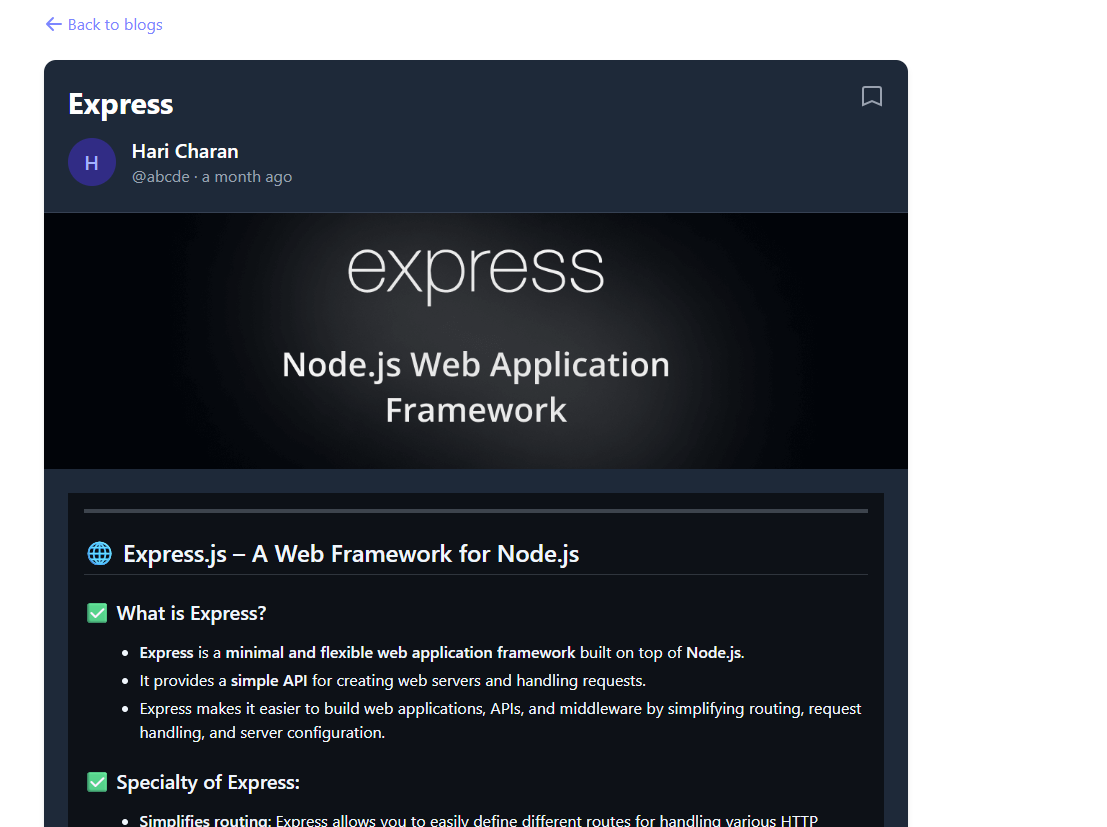 Back to blogs
Express
H
Hari Charan
@abcde · a month ago
express
Node.js Web Application
Framework
🌐 Express.js – A Web Framework for Node.js
✅ What is Express?
• Express is a minimal and flexible web application framework built on top of Node.js.
• It provides a simple API for creating web servers and handling requests.
• Express makes it easier to build web applications, APIs, and middleware by simplifying routing, request
handling, and server configuration.
✅ Specialty of Express:
• Simplifies routing: Express allows you to easily define different routes for handling various HTTP